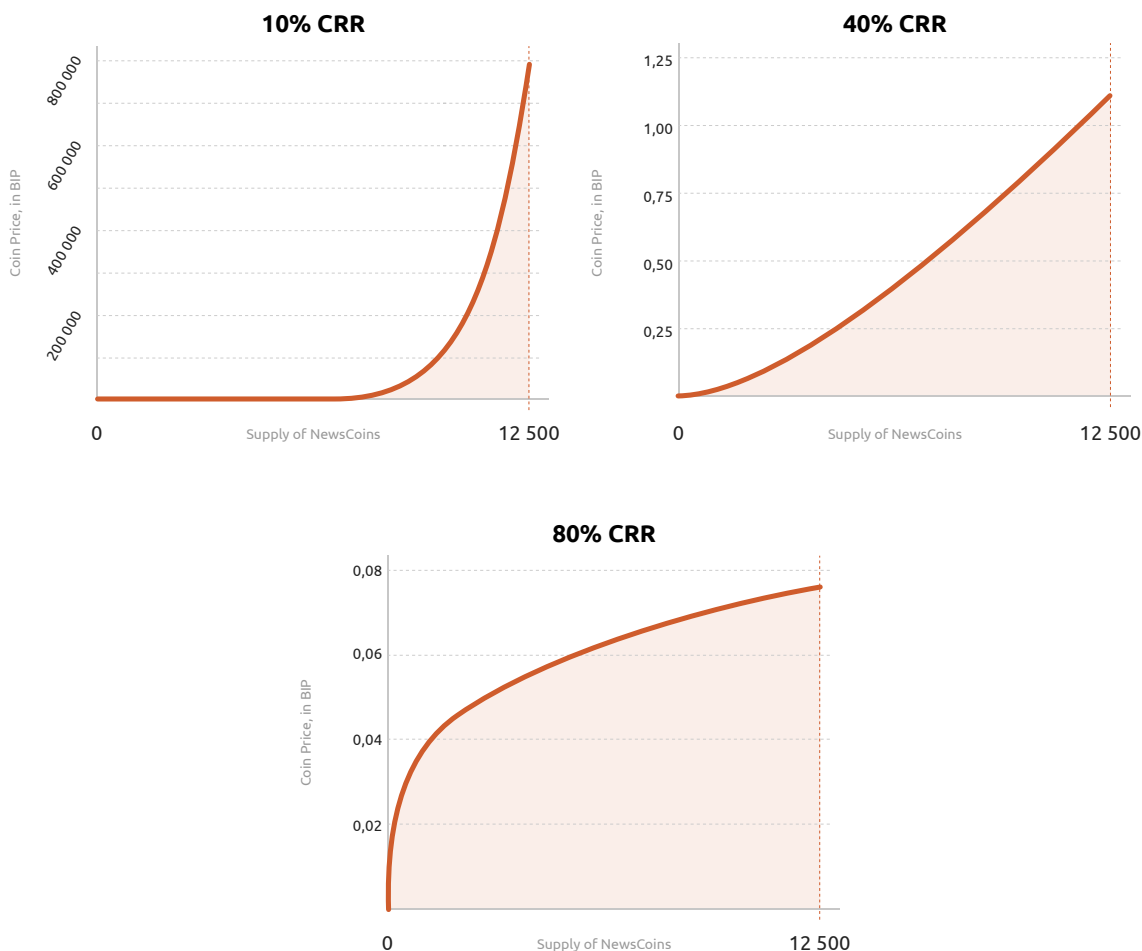 10% CRR
Coin Price, in BIP
800 000
600 000
400 000
200 000
0
Supply of NewsCoins
12 500
40% CRR
Coin Price, in BIP
1,25
1,00
0,75
0,50
0,25
0
Supply of NewsCoins
12 500
80% CRR
Coin Price, in BIP
0,08
0,06
0,04
0,02
0
Supply of NewsCoins
12 500